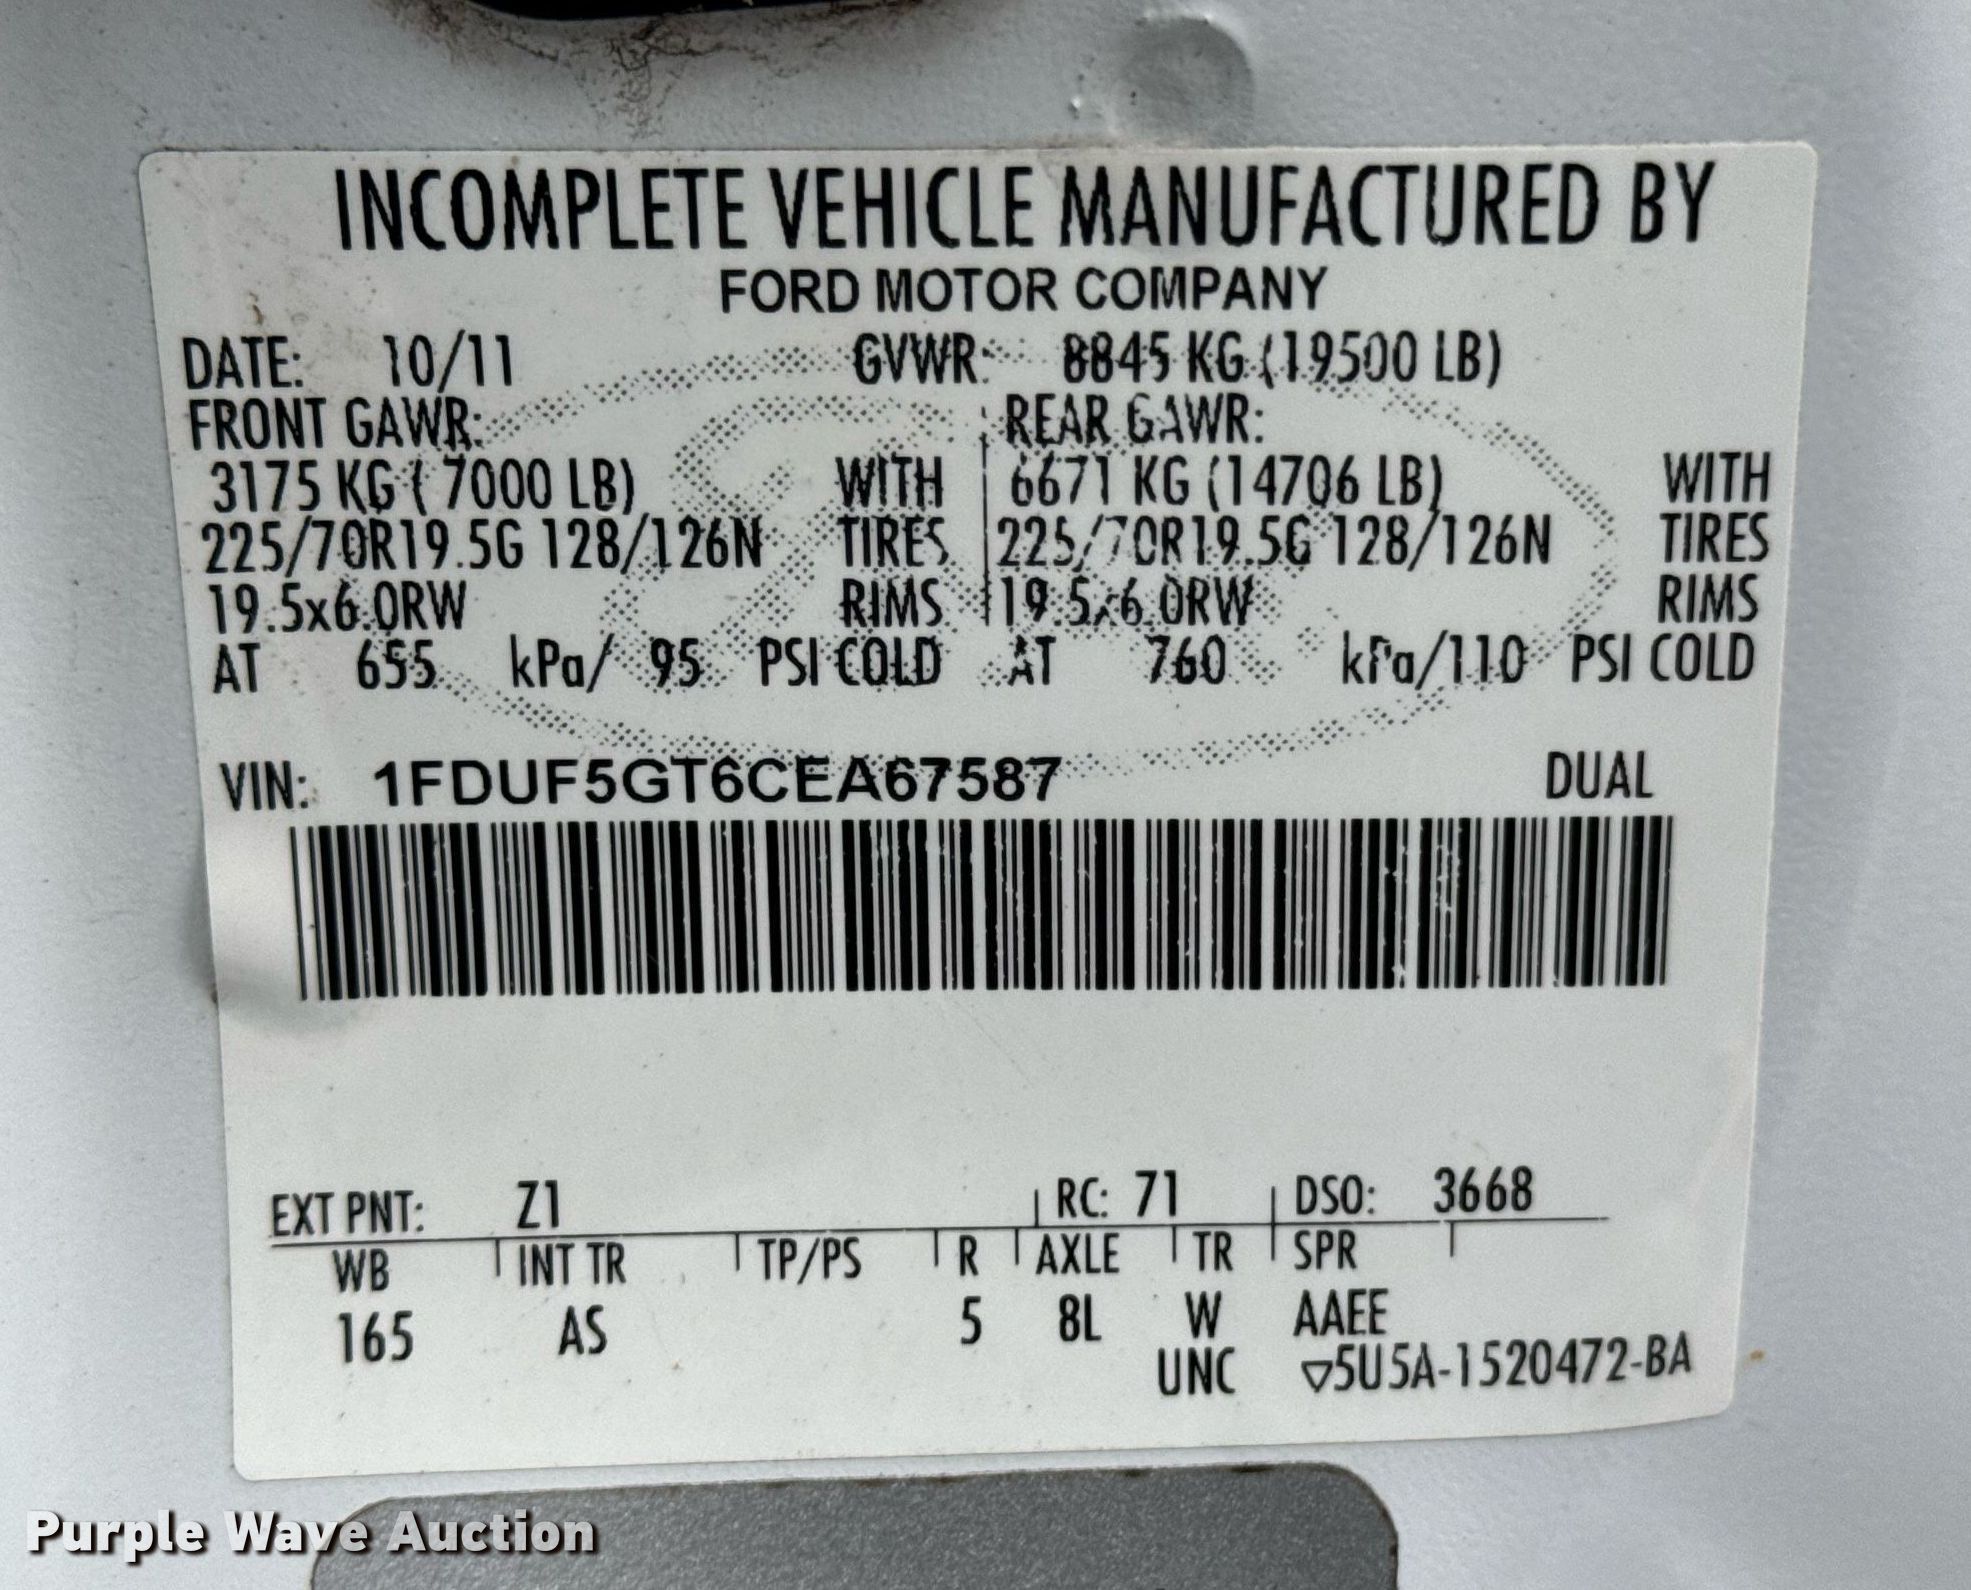 INCOMPLETE VEHICLE MANUFACTURED BY
FORD MOTOR COMPANY
DATE: 10/11 GVWR: 8845 KG (19500 LB)
FRONT GAWR: REAR GAWR:
3175 KG ( 7000 LB) WITH 6671 KG (14706 LB) WITH
225/70R19.5G 128/126N TIRES 225/70R19.5G 128/126N TIRES
19.5x6.0RW RIMS 19.5x6.0RW RIMS
AT 655 kPa/ 95 PSI COLD AT 760 kPa/110 PSI COLD
VIN: 1FDUF5GT6CEA67587 DUAL
EXT PNT: Z1 RC: 71 DSO: 3668
WB INT TR TP/PS R AXLE TR SPR
165 AS 5 8L W AAEE
UNC ▽5U5A-1520472-BA
Purple Wave Auction